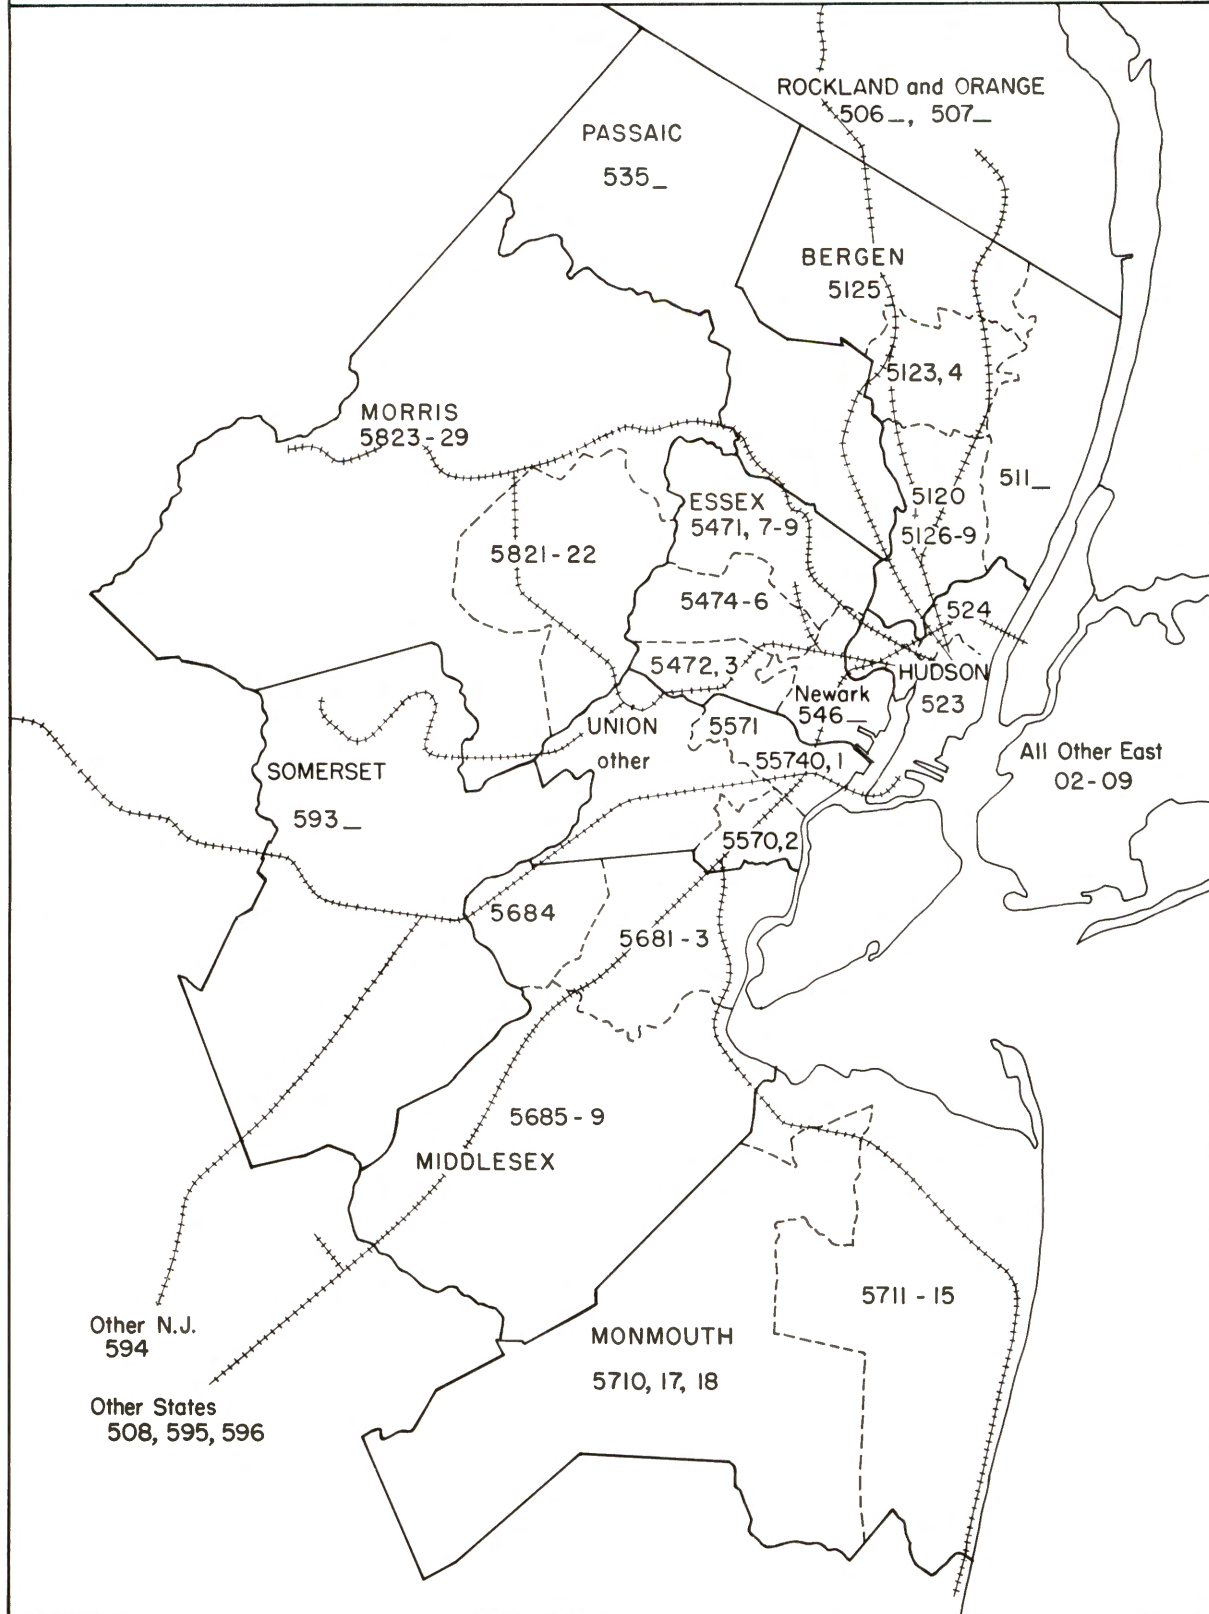 ROCKLAND and ORANGE
506_, 507_
PASSAIC
535_
BERGEN
5125
5123, 4
MORRIS
5823-29
511_
5120
ESSEX
5471, 7-9
5126-9
5821-22
5474-6
524
5472, 3
HUDSON
523
Newark
546_
UNION
other
5571
55740, 1
All Other East
02-09
SOMERSET
593_
5570, 2
5684
5681-3
5685-9
MIDDLESEX
5711-15
Other N.J.
594
MONMOUTH
5710, 17, 18
Other States
508, 595, 596